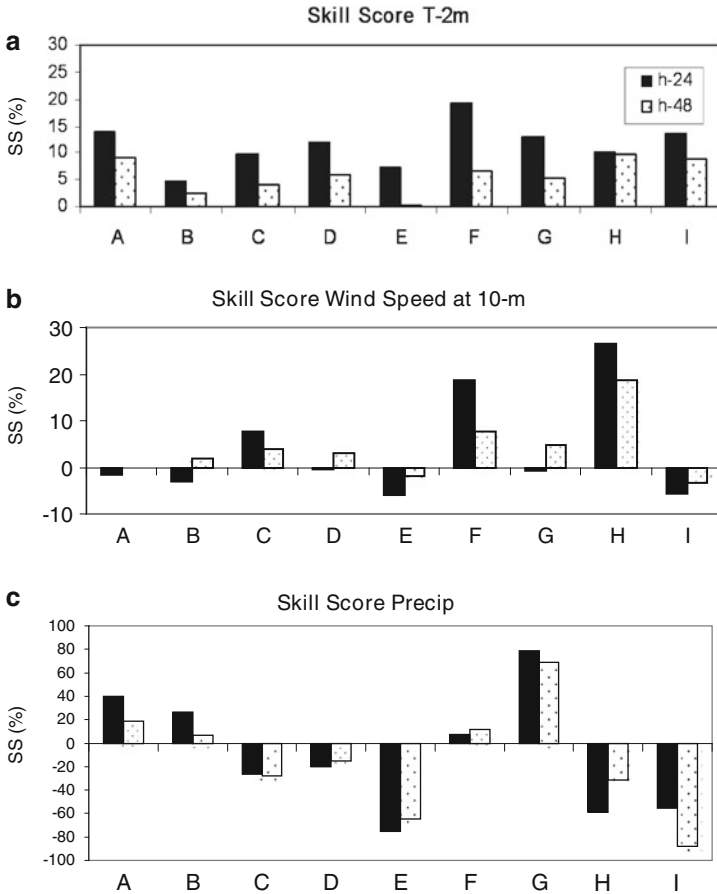 Skill Score T-2m
a
30
25
20
15
10
5
0
SS (%)
h-24
h-48
A B C D E F G H I
b
Skill Score Wind Speed at 10-m
30
20
10
0
-10
SS (%)
A B C D E F G H I
c
Skill Score Precip
100
80
60
40
20
0
-20
-40
-60
-80
-100
SS (%)
A B C D E F G H I